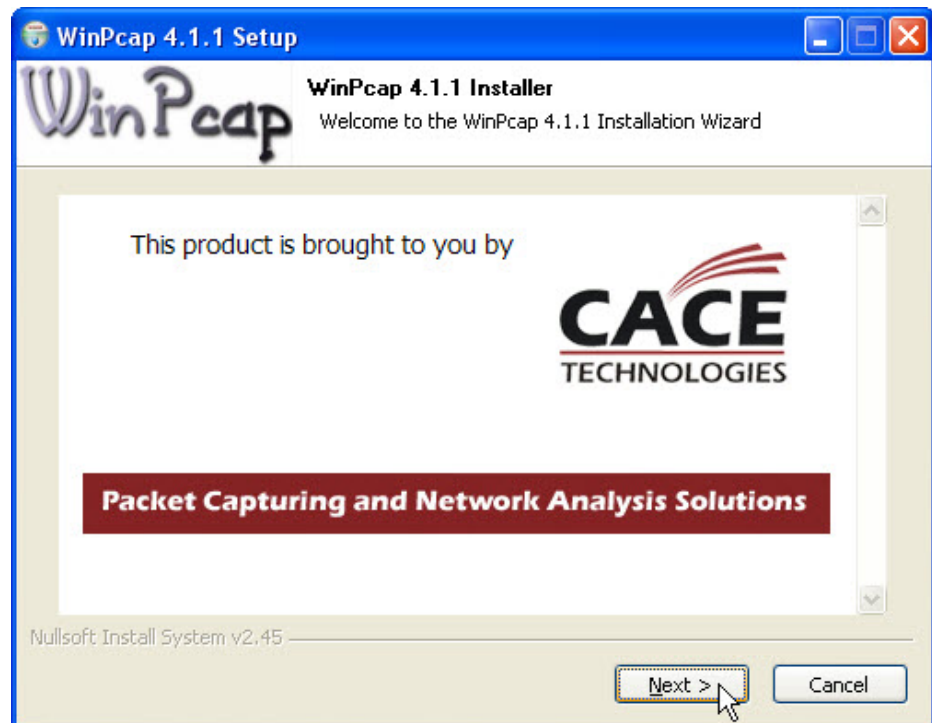 WinPcap 4.1.1 Setup
WinPcap
WinPcap 4.1.1 Installer
Welcome to the WinPcap 4.1.1 Installation Wizard
This product is brought to you by
CACE
TECHNOLOGIES
Packet Capturing and Network Analysis Solutions
Nullsoft Install System v2.45
Next >
Cancel